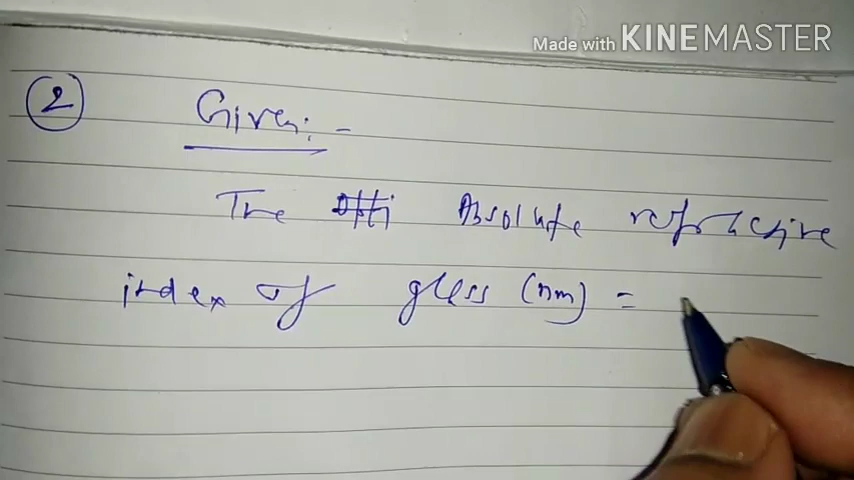 Made with KINEMASTER
2 Given:-
The Absolute refractive
index of glass (nm) =